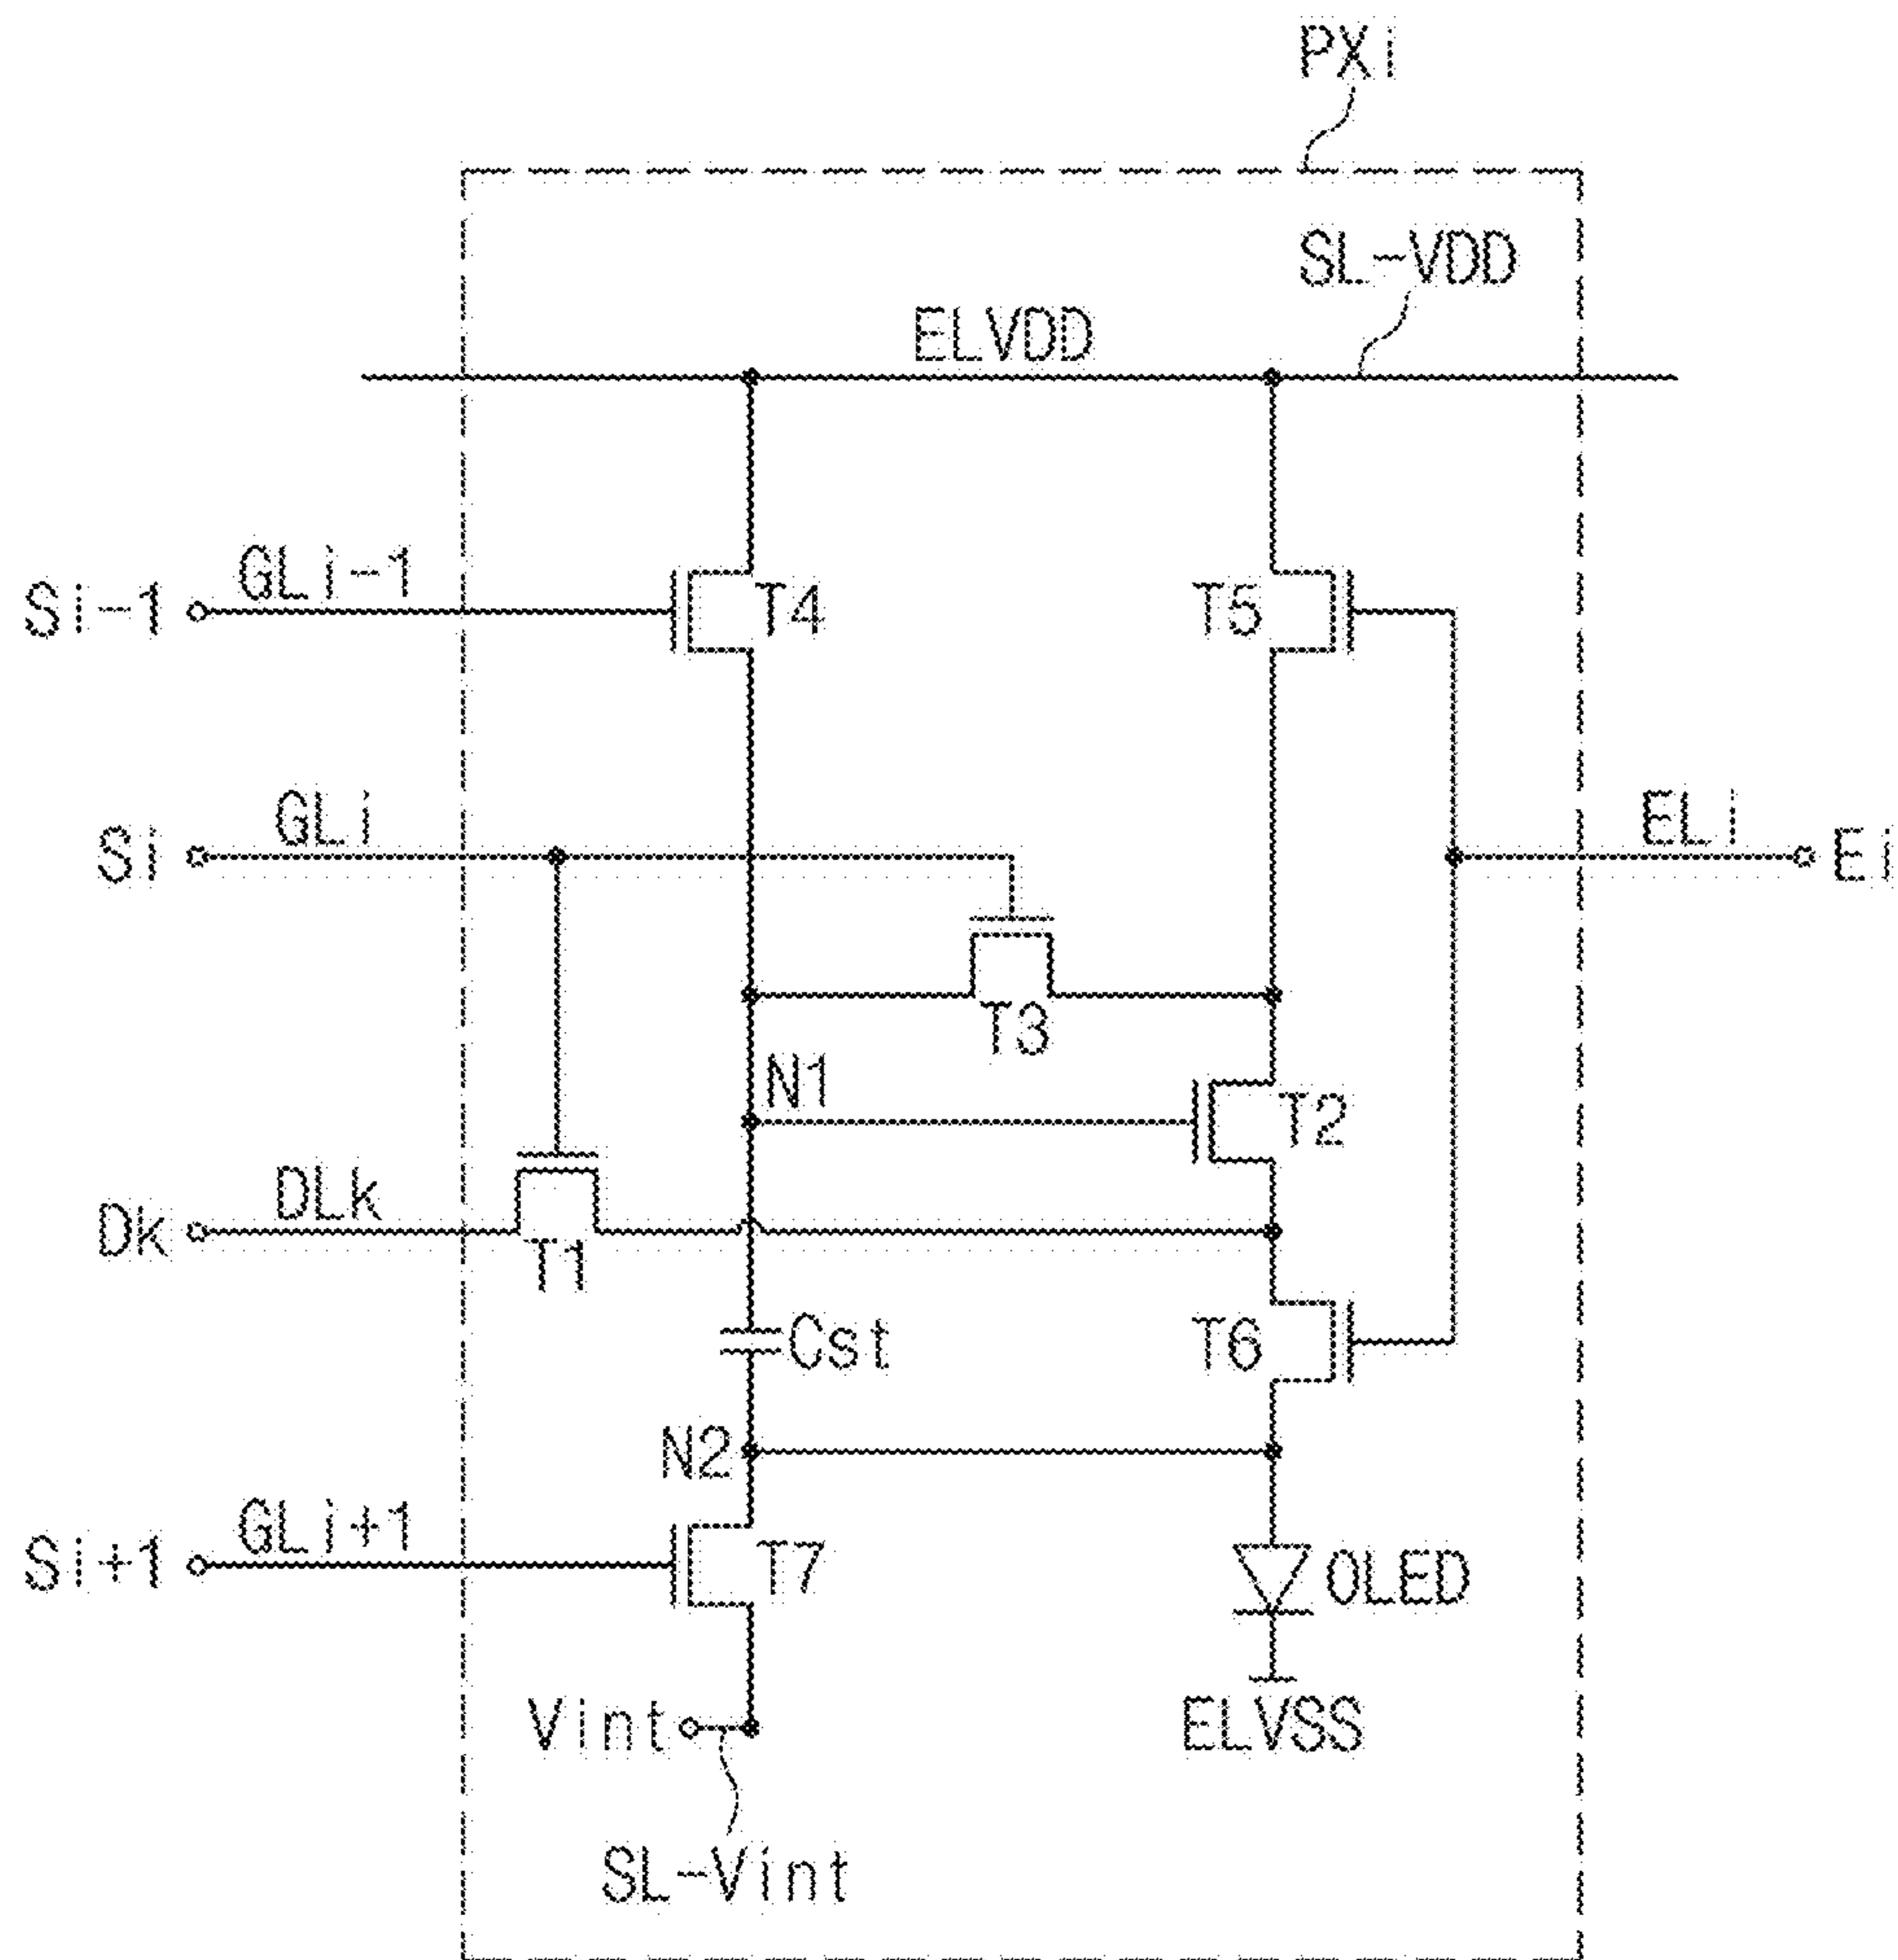 PXi
SL-VDD
ELVDD
GLi-1
Si-1
T4
T5
GLi
Si
ELi
Ei
T3
N1
T2
DLk
Dk
T1
Cst
T6
N2
GLi+1
Si+1
T7
OLED
Vint
ELVSS
SL-Vint